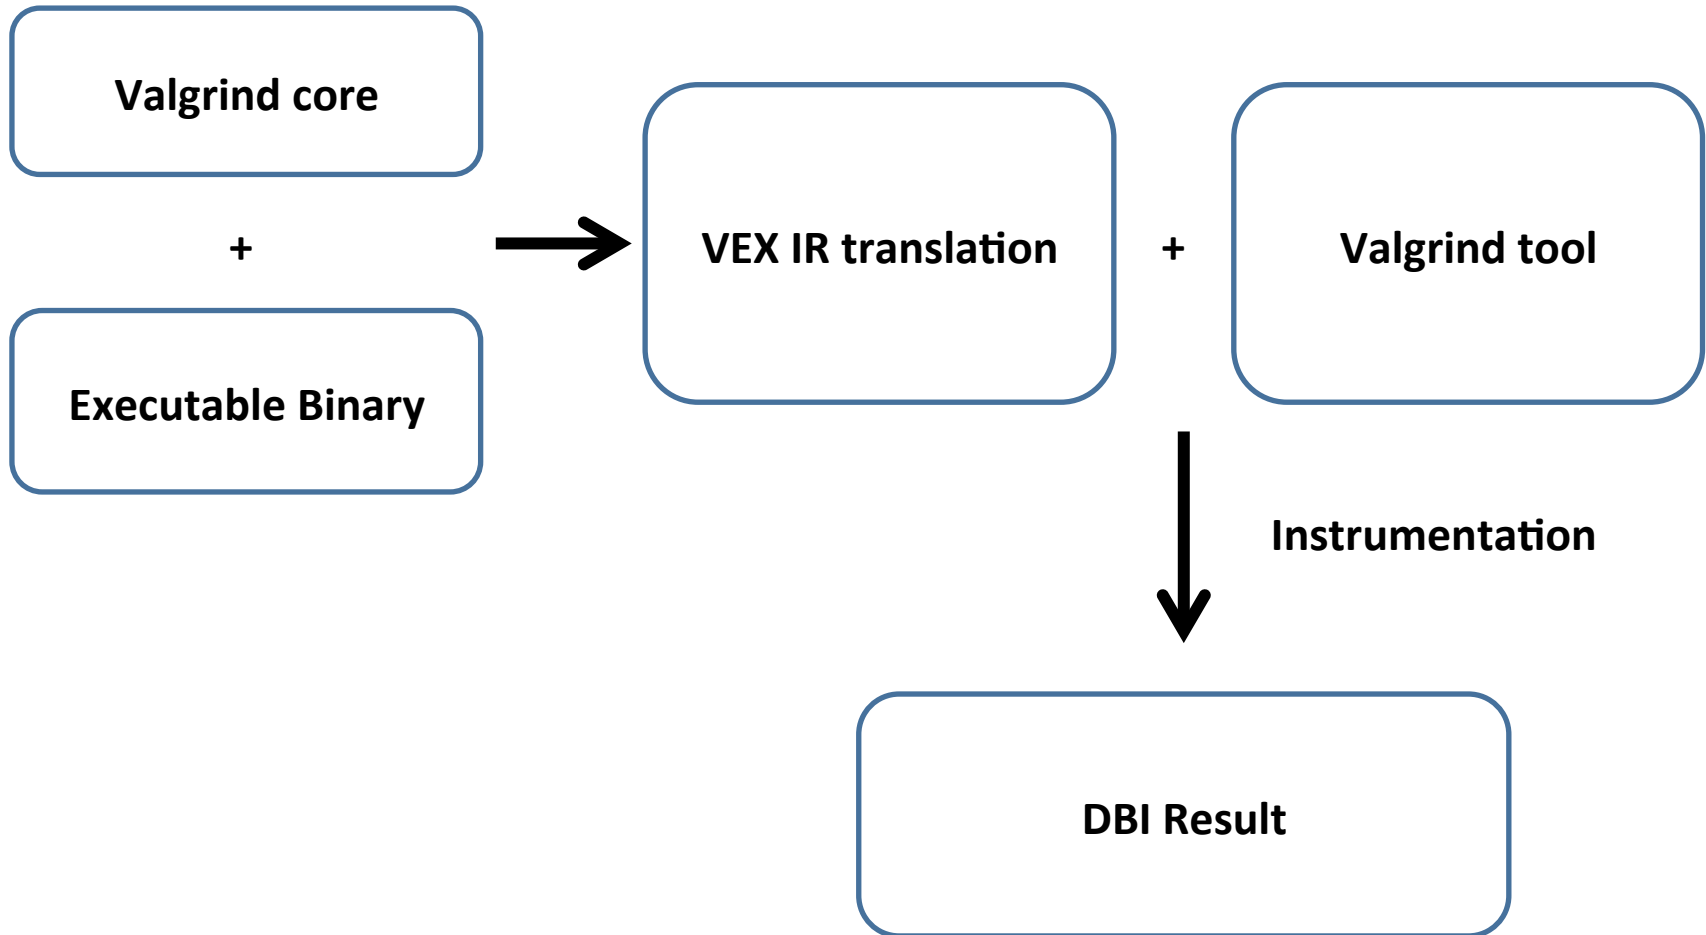 Valgrind core
+
Executable Binary
VEX IR translation
+
Valgrind tool
Instrumentation
DBI Result